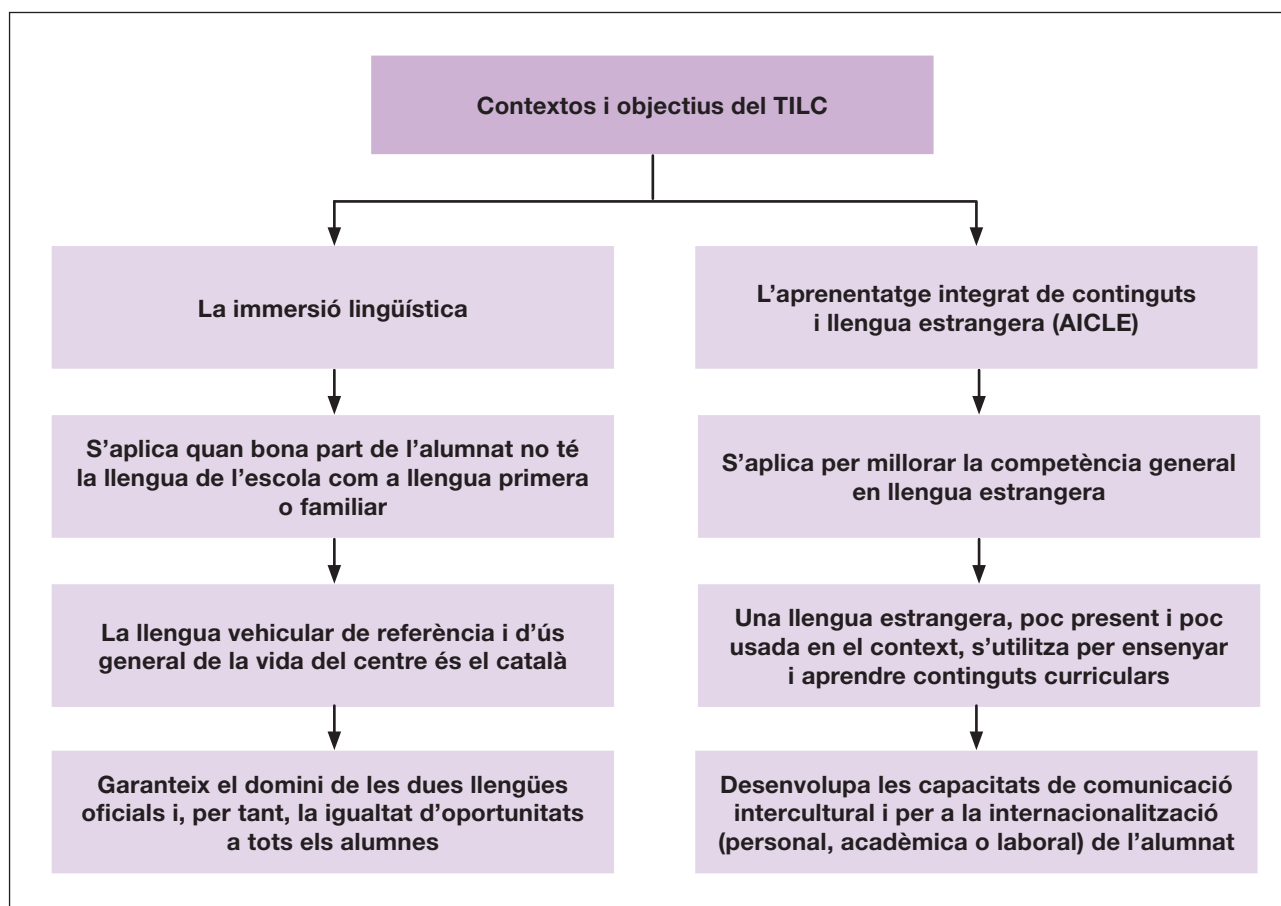 Contextos i objectius del TILC
La immersió lingüística
S’aplica quan bona part de l’alumnat no té
la llengua de l’escola com a llengua primera
o familiar
La llengua vehicular de referència i d’ús
general de la vida del centre és el català
Garanteix el domini de les dues llengües
oficials i, per tant, la igualtat d’oportunitats
a tots els alumnes
L’aprenentatge integrat de continguts
i llengua estrangera (AICLE)
S’aplica per millorar la competència general
en llengua estrangera
Una llengua estrangera, poc present i poc
usada en el context, s’utilitza per ensenyar
i aprendre continguts curriculars
Desenvolupa les capacitats de comunicació
intercultural i per a la internacionalització
(personal, acadèmica o laboral) de l’alumnat